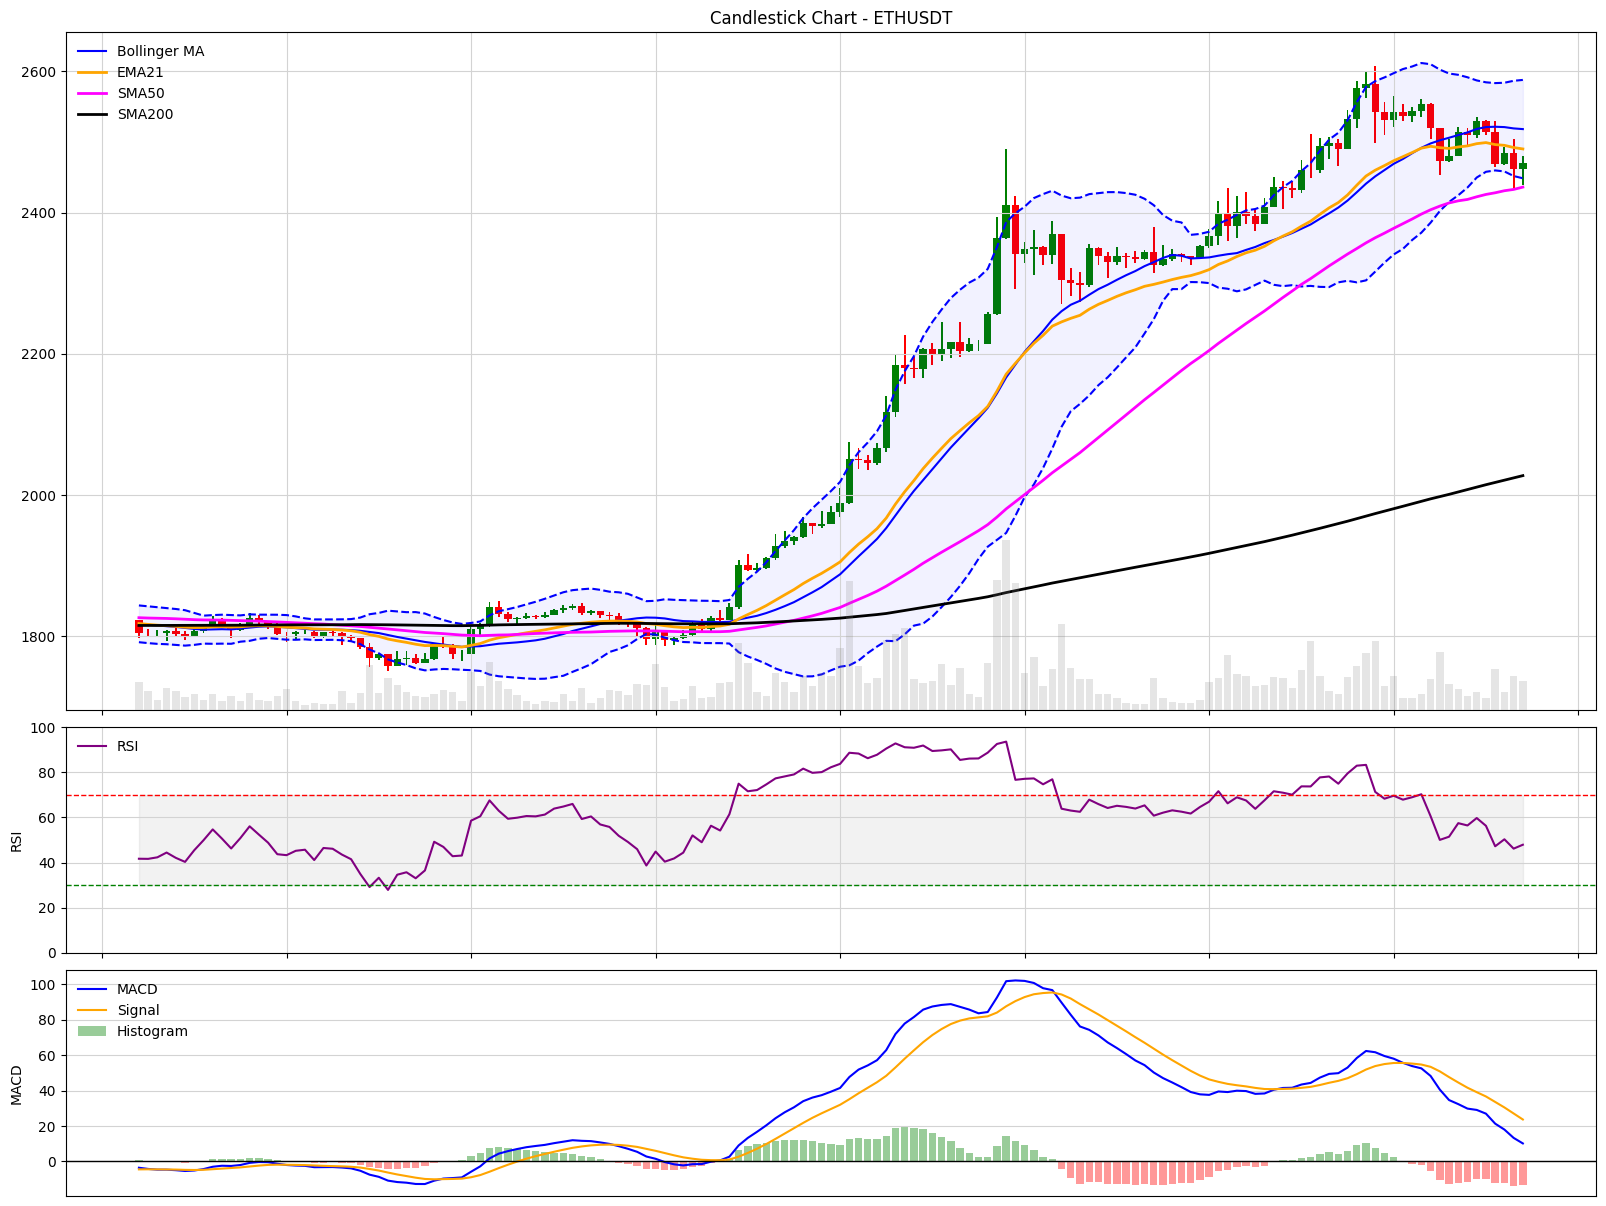 Candlestick Chart - ETHUSDT
Bollinger MA
EMA21
SMA50
SMA200
2600
2400
2200
2000
1800
RSI
100
80
60
40
20
0
RSI
MACD
Signal
Histogram
100
80
60
40
20
0
MACD